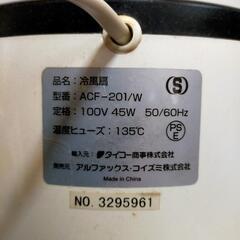 品名：冷風扇
S
型番：ACF-201/W
定格：100V 45W 50/60Hz
温度ヒューズ：135℃
PSE
輸入元：タイコー商事株式会社
販売元：アルファックス・コイズミ株式会社
Made in China
NO. 3295961